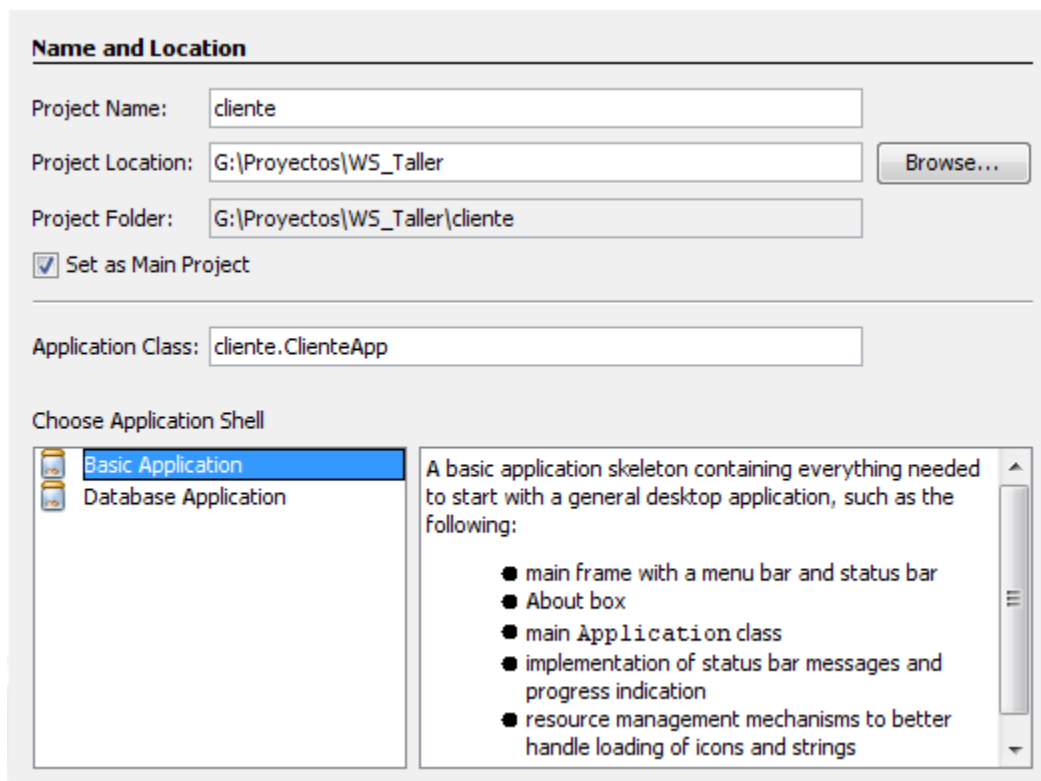 Name and Location
Project Name: cliente
Project Location: G:\Proyectos\WS_Taller Browse...
Project Folder: G:\Proyectos\WS_Taller\cliente
Set as Main Project
Application Class: cliente.ClienteApp
Choose Application Shell
Basic Application
Database Application
A basic application skeleton containing everything needed
to start with a general desktop application, such as the
following:
main frame with a menu bar and status bar
About box
main Application class
implementation of status bar messages and
progress indication
resource management mechanisms to better
handle loading of icons and strings